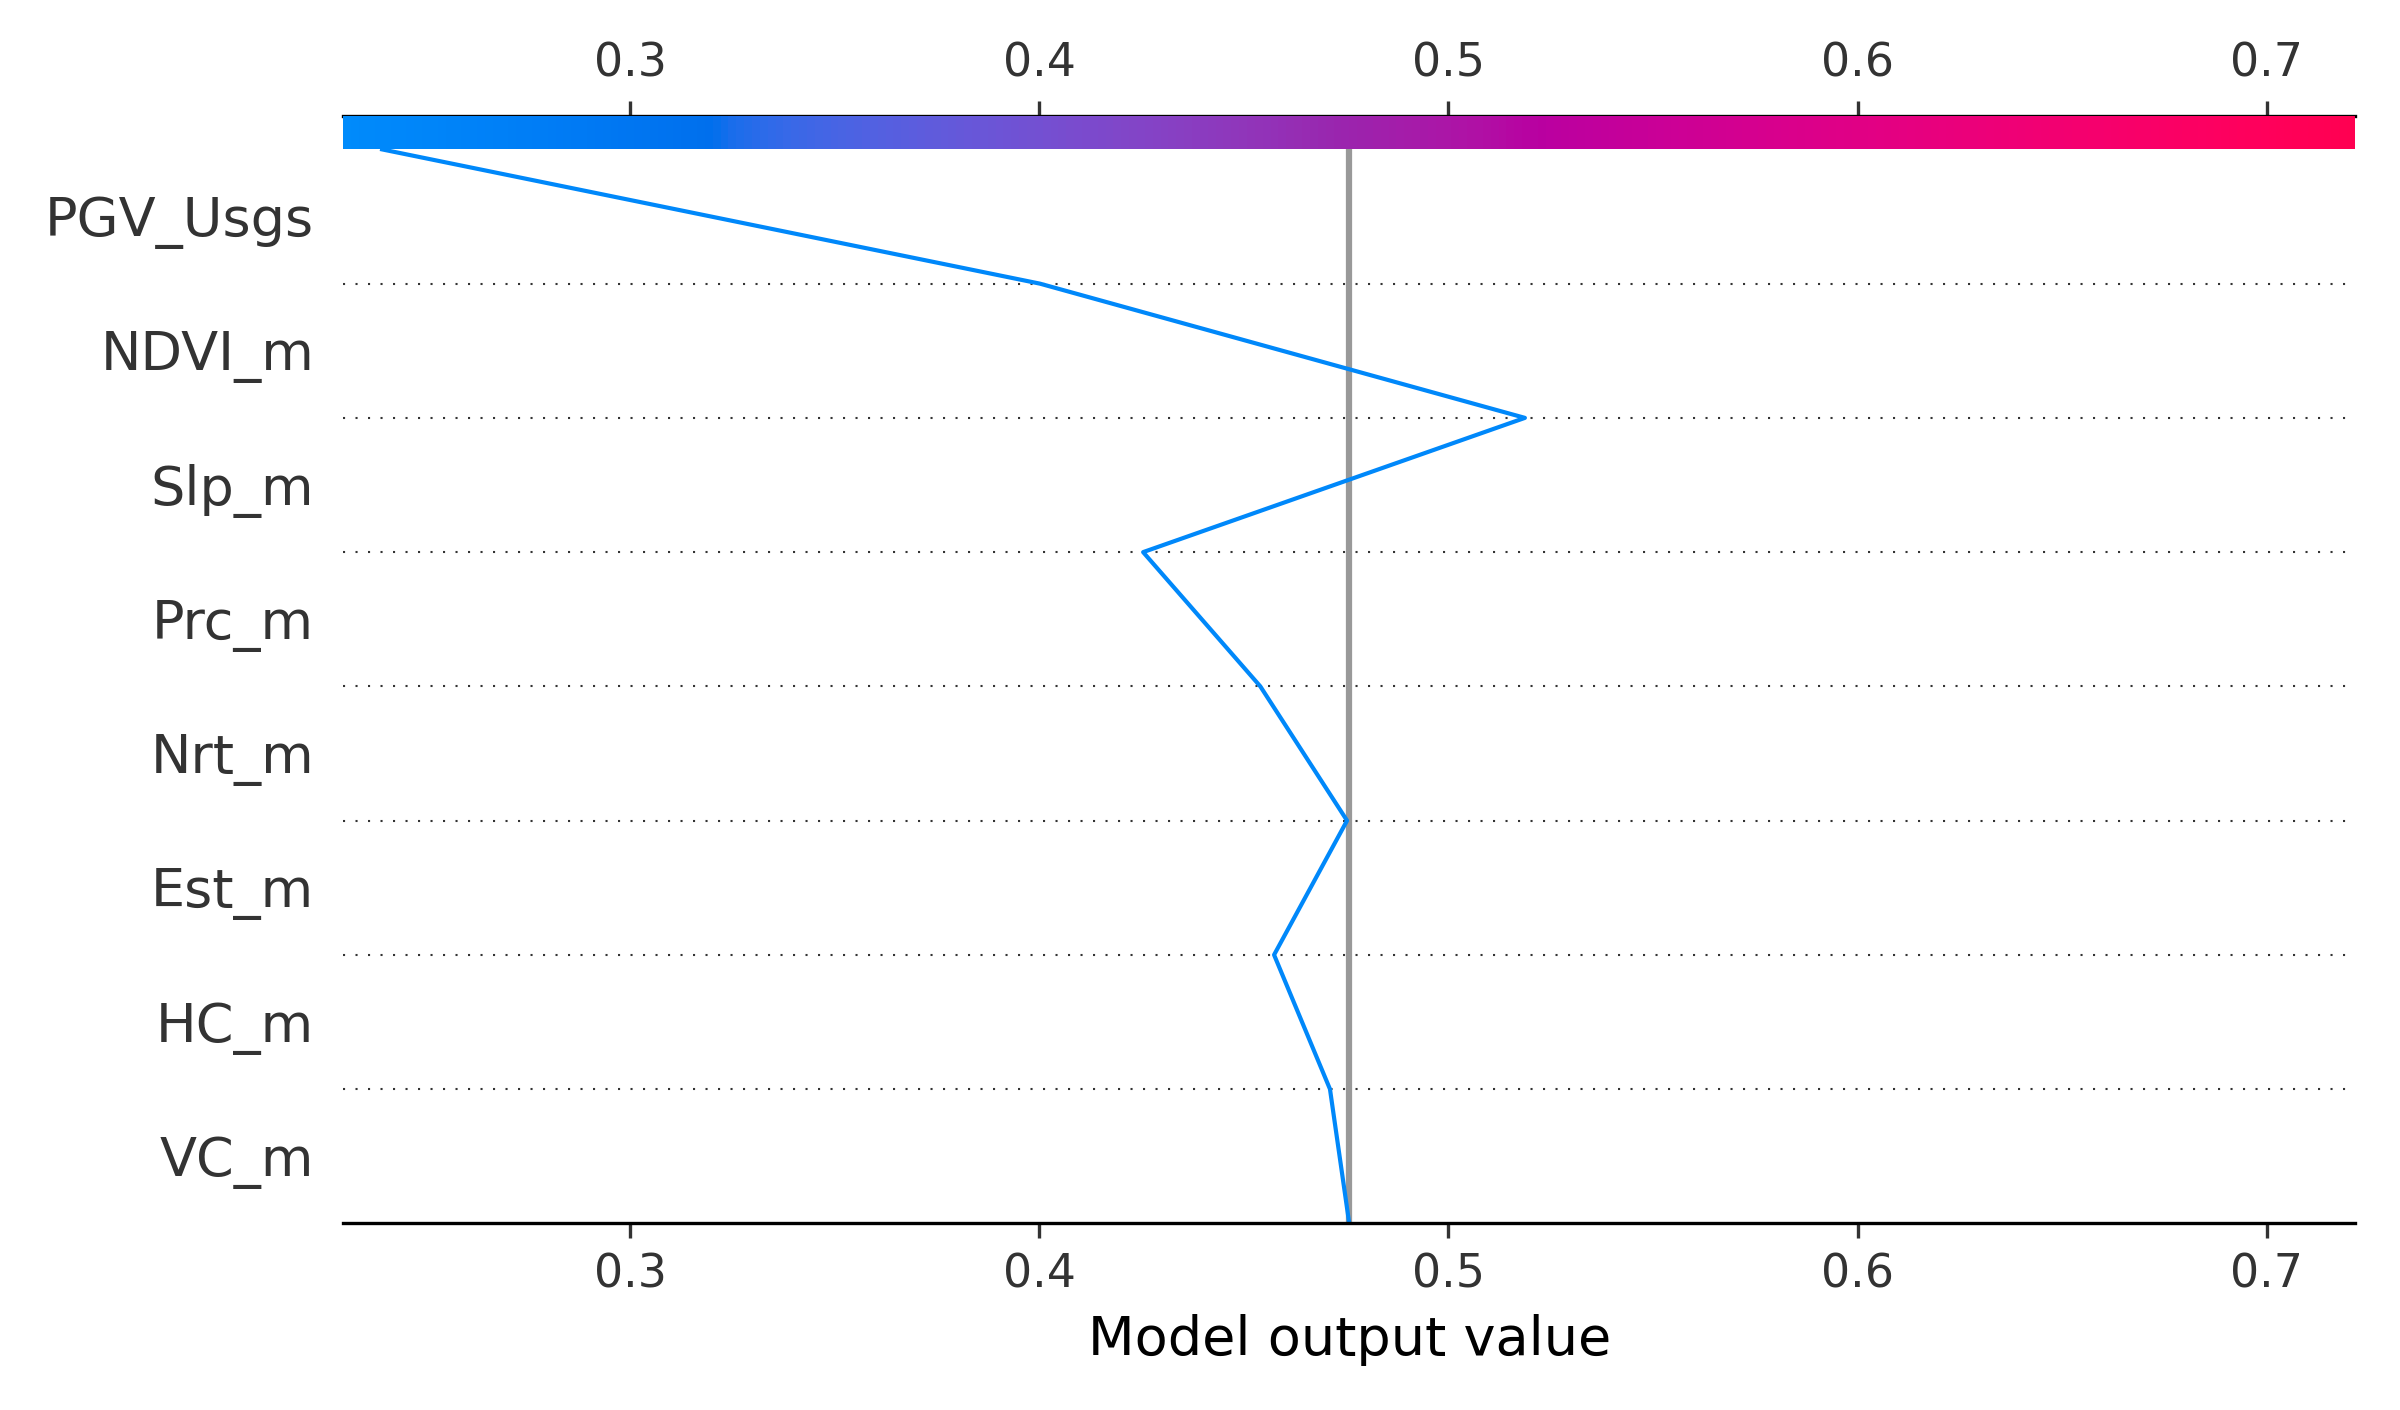 0.3 0.4 0.5 0.6 0.7
PGV_Usgs
NDVI_m
Slp_m
Prc_m
Nrt_m
Est_m
HC_m
VC_m
0.3 0.4 0.5 0.6 0.7
Model output value